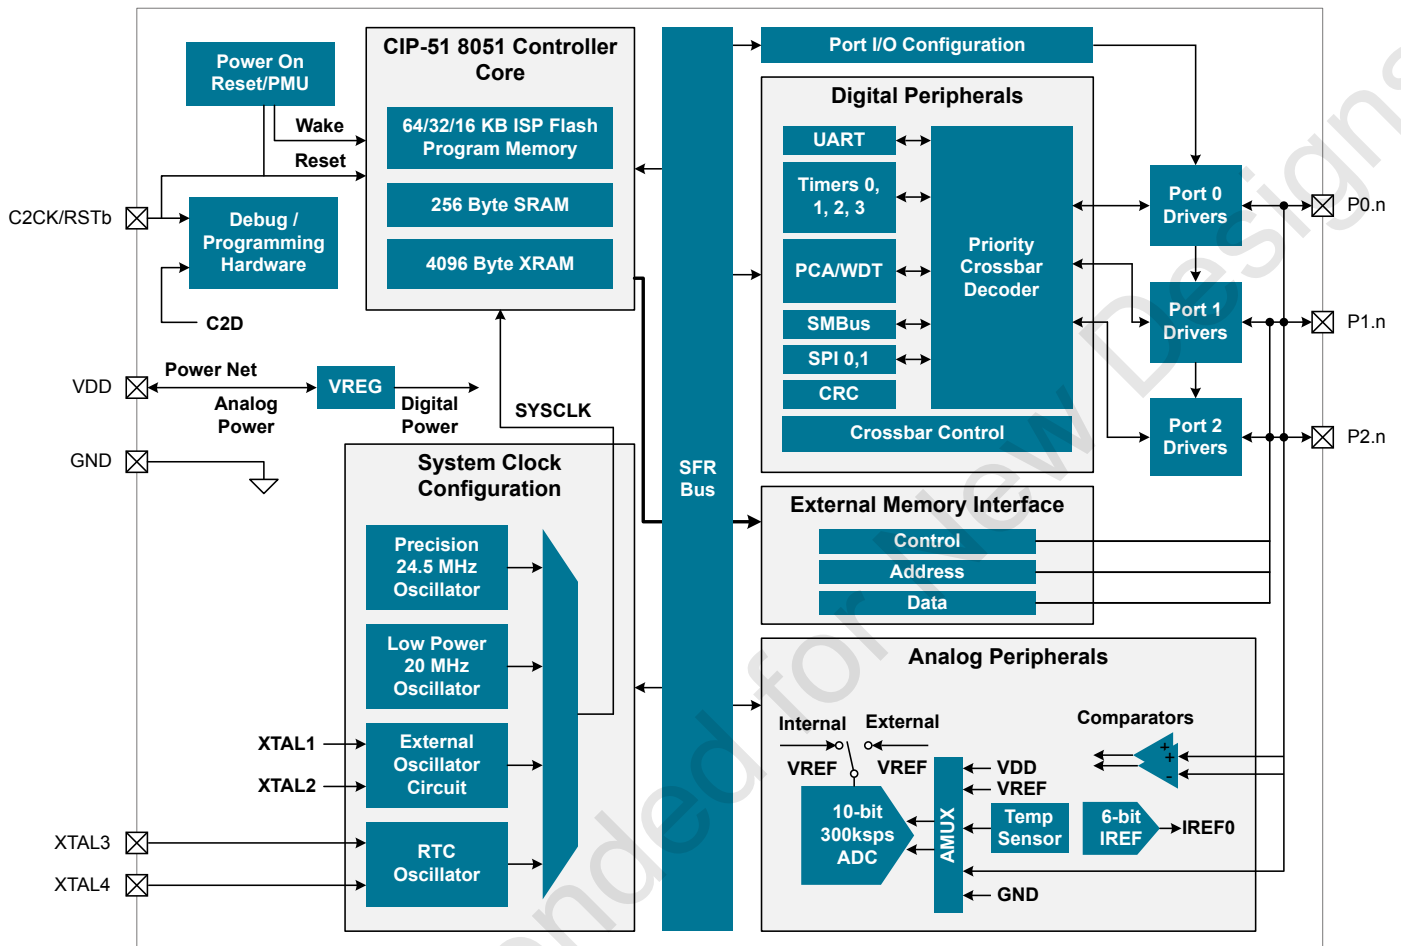 CIP-51 8051 Controller
Core
Power On
Reset/PMU
Wake
Reset
64/32/16 KB ISP Flash
Program Memory
256 Byte SRAM
4096 Byte XRAM
C2CK/RSTb
Debug /
Programming
Hardware
C2D
VDD
Power Net
VREG
Analog
Power
Digital
Power
GND
SYSCLK
System Clock
Configuration
Precision
24.5 MHz
Oscillator
Low Power
20 MHz
Oscillator
XTAL1
XTAL2
External
Oscillator
Circuit
XTAL3
XTAL4
RTC
Oscillator
SFR
Bus
Port I/O Configuration
Digital Peripherals
UART
Timers 0,
1, 2, 3
PCA/WDT
SMBus
SPI 0,1
CRC
Priority
Crossbar
Decoder
Crossbar Control
Port 0
Drivers
P0.n
Port 1
Drivers
P1.n
Port 2
Drivers
P2.n
External Memory Interface
Control
Address
Data
Analog Peripherals
Internal
External
VREF
VREF
10-bit
300ksps
ADC
AMUX
VDD
VREF
Temp
Sensor
GND
Comparators
+
+
-
6-bit
IREF
IREF0
ended for New Designs